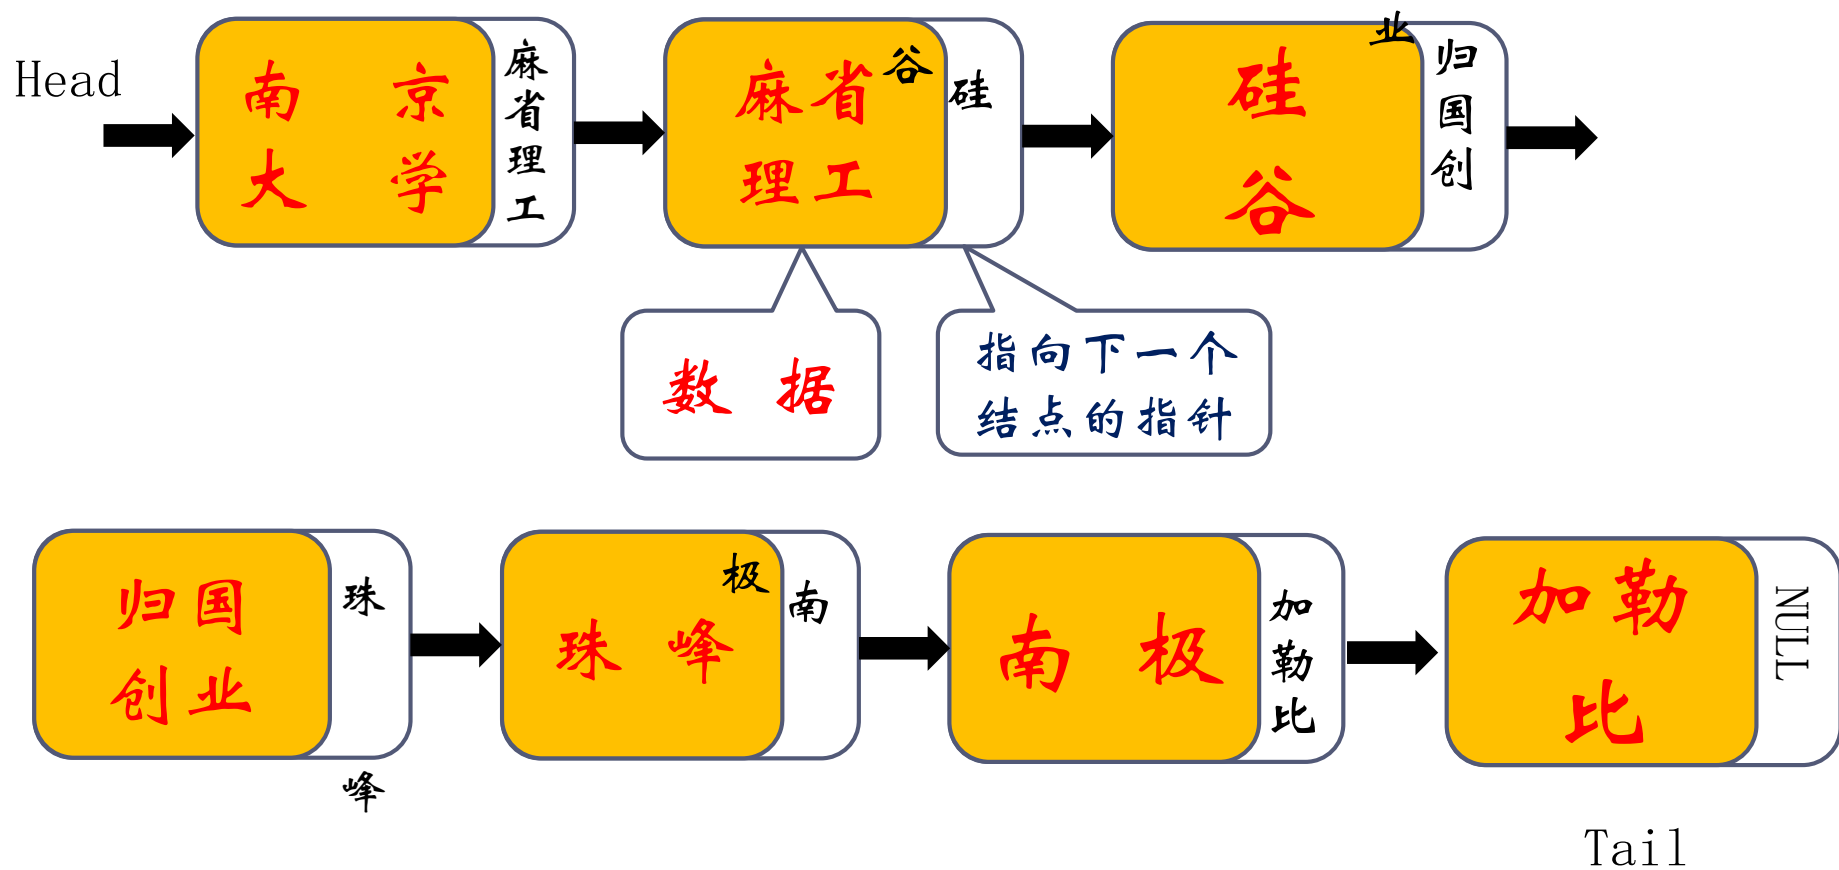 Head
南 京
大 学
麻省理工
麻省
理工
硅谷
硅
谷
归国创业
数 据
指向下一个
结点的指针
归国
创业
珠峰
珠 峰
南极
南 极
加勒比
加勒
比
NULL
Tail